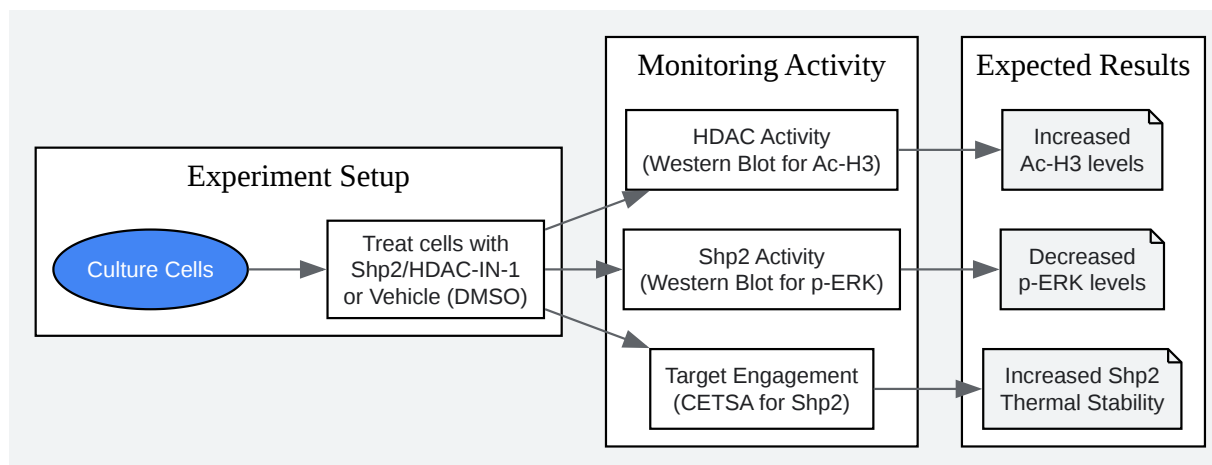 Experiment Setup
Culture Cells
Treat cells with
Shp2/HDAC-IN-1
or Vehicle (DMSO)
Monitoring Activity
HDAC Activity
(Western Blot for Ac-H3)
Shp2 Activity
(Western Blot for p-ERK)
Target Engagement
(CETSA for Shp2)
Expected Results
Increased
Ac-H3 levels
Decreased
p-ERK levels
Increased Shp2
Thermal Stability